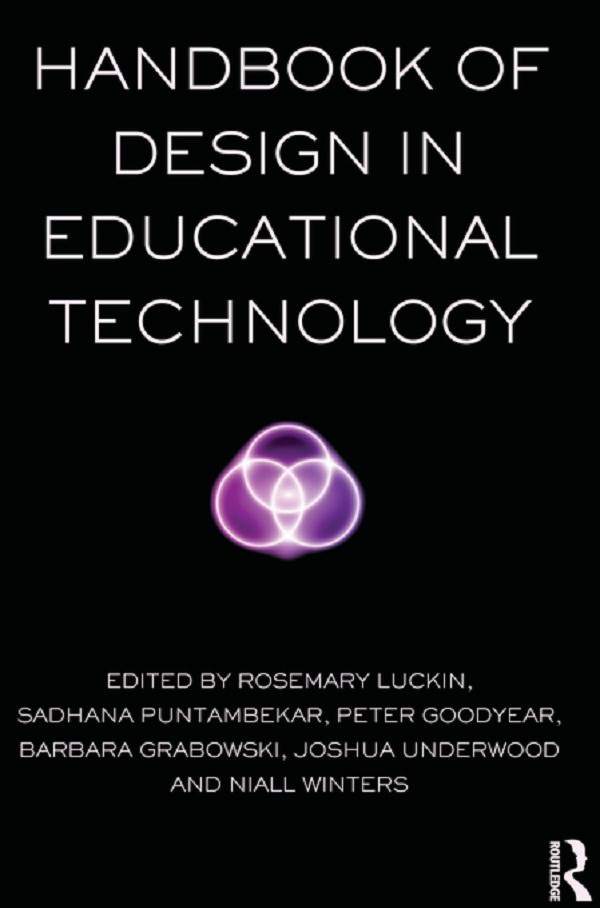 HANDBOOK OF
DESIGN IN
EDUCATIONAL
TECHNOLOGY
EDITED BY ROSEMARY LUCKIN,
SADHANA PUNTAMBEKAR, PETER GOODYEAR,
BARBARA GRABOWSKI, JOSHUA UNDERWOOD
AND NIALL WINTERS
ROUTLEDGE